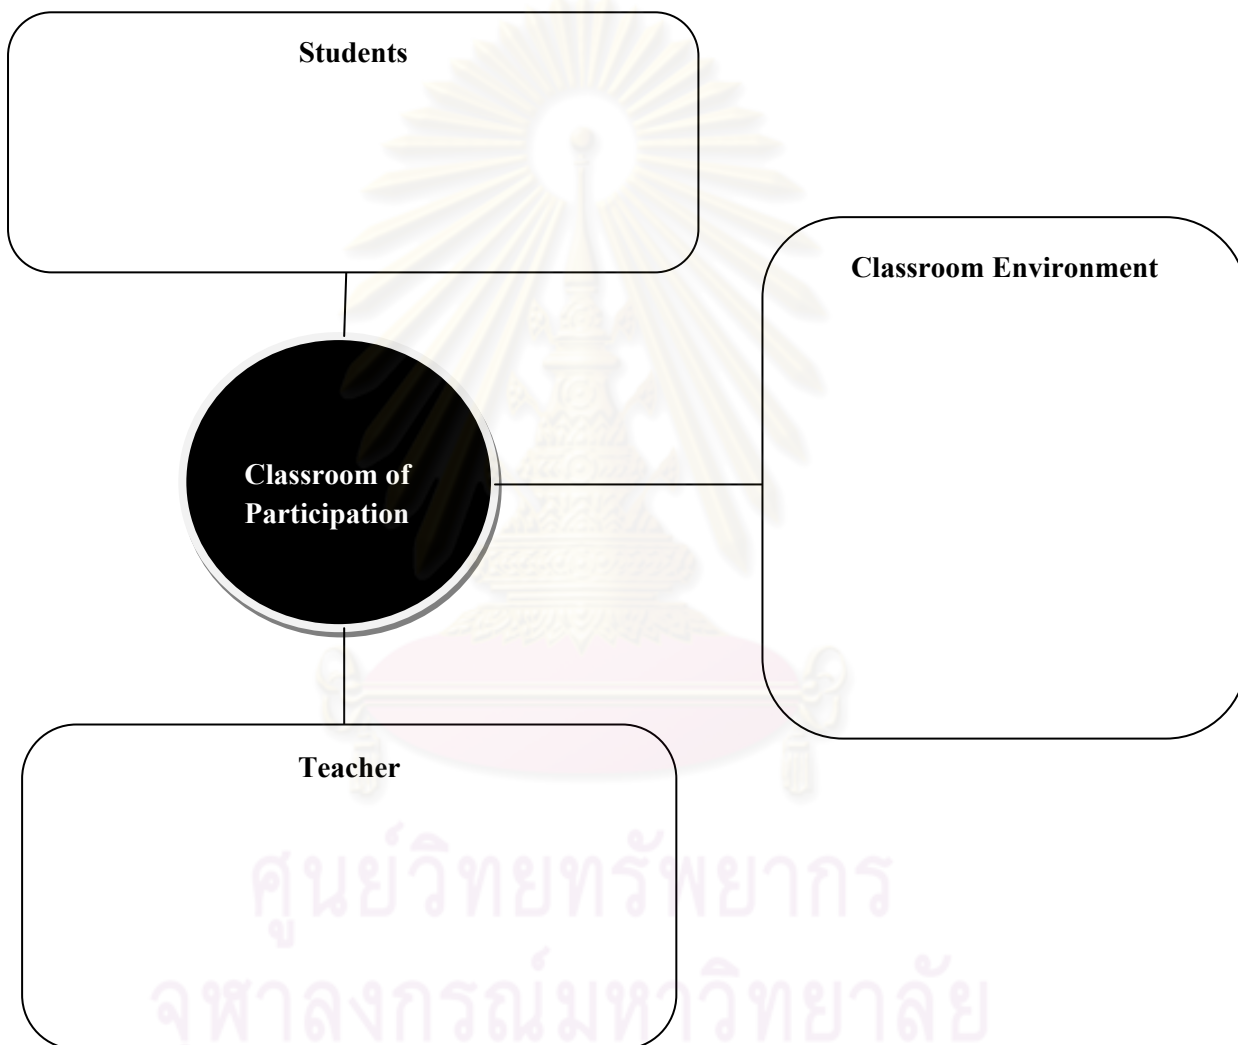 Students
Classroom Environment
Classroom of
Participation
Teacher
ศูนย์วิทยทรัพยากร
จุฬาลงกรณ์มหาวิทยาลัย